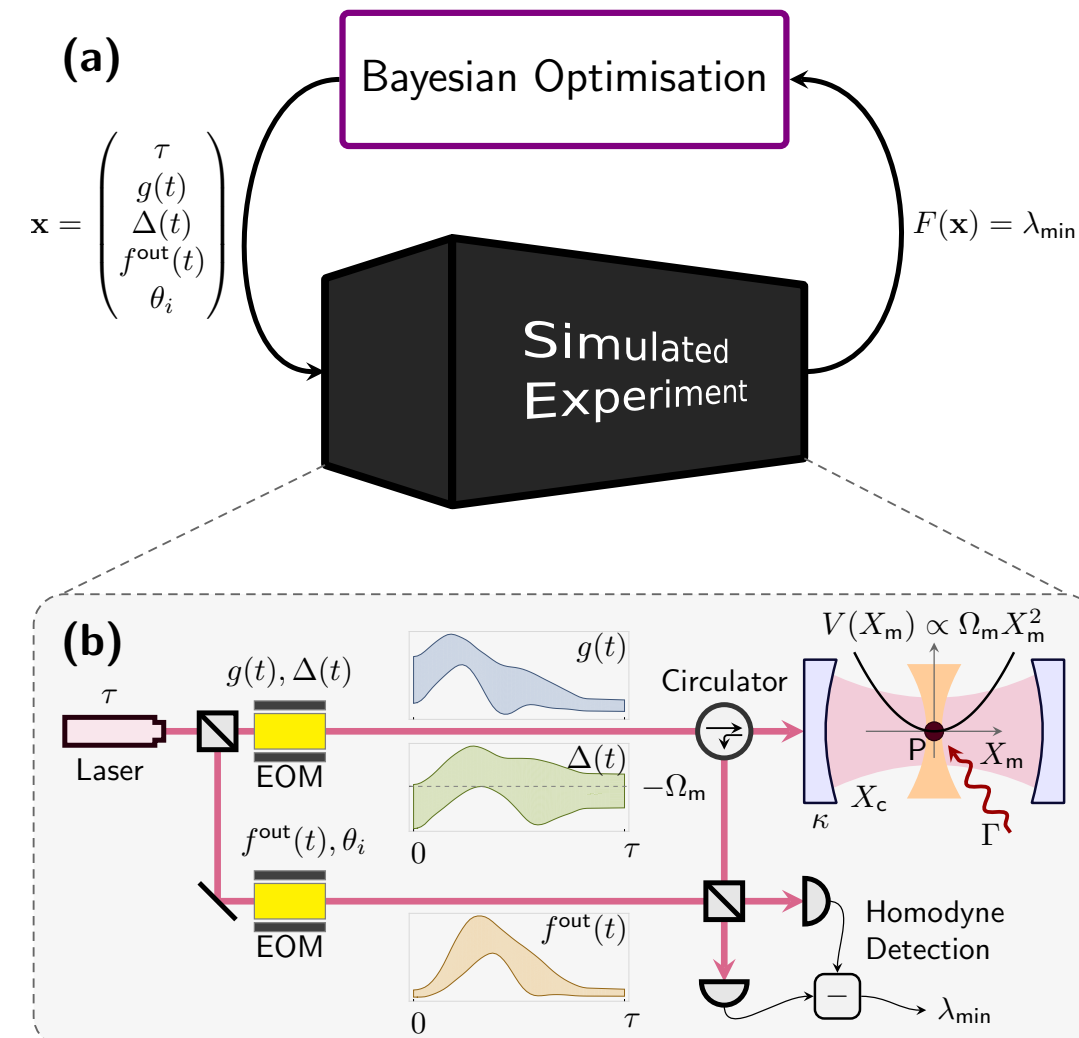 (a)
Bayesian Optimisation
x = ( τ
g(t)
Δ(t)
f^out(t)
θ_i )
F(x) = λ_min
Simulated
Experiment
(b)
V(X_m) ∝ Ω_m X_m^2
g(t), Δ(t)
τ
Laser
EOM
g(t)
Circulator
Δ(t)
−Ω_m
0
τ
P
X_m
X_c
κ
Γ
f^out(t), θ_i
EOM
f^out(t)
0
τ
Homodyne
Detection
−
λ_min